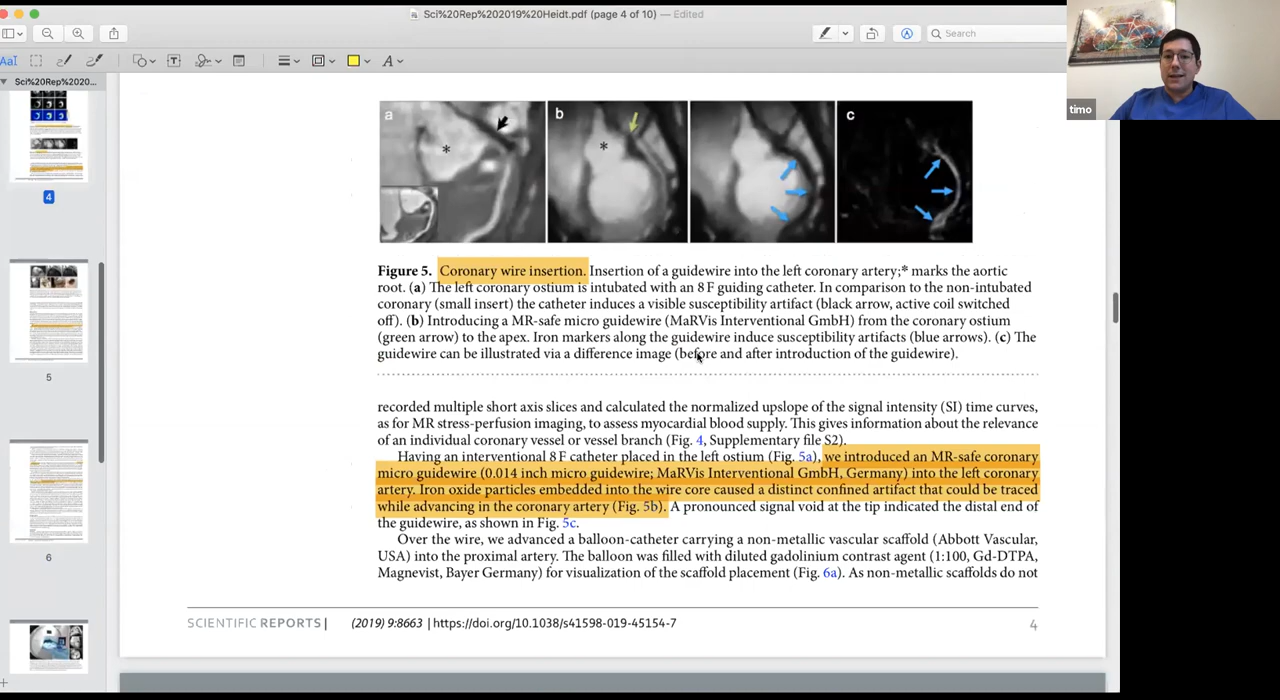 Sci%20Rep%202019%20Heidt.pdf (page 4 of 10) — Edited
Search
AaI
T
A
Sci%20Rep%2020...
timo
4
5
6
a
*
b
*
c
Figure 5. Coronary wire insertion. Insertion of a guidewire into the left coronary artery;* marks the aortic
root. (a) The left coronary ostium is intubated with an 8 F guiding catheter. In comparison to the non-intubated
coronary (small insert) the catheter induces a visible susceptibility artifact (black arrow, active coil switched
off). (b) Introducing a MR-safe micro guidewire (MaRVis Interventional GmbH) from the coronary ostium
(green arrow) to the apex. Iron markers along the guidewire induce susceptibility artifacts (blue arrows). (c) The
guidewire can be illustrated via a difference image (before and after introduction of the guidewire).
recorded multiple short axis slices and calculated the normalized upslope of the signal intensity (SI) time curves,
as for MR stress-perfusion imaging, to assess myocardial blood supply. This gives information about the relevance
of an individual coronary vessel or vessel branch (Fig. 4, Supplementary file S2).
Having an interventional 8 F catheter placed in the left ostium (Fig. 5a), we introduced an MR-safe coronary
micro guidewire (0.014 inch micro guidewire; MaRVis Interventional GmbH, Germany) into the left coronary
artery. Iron oxide particles embedded into the wire core caused a distinct confined artifact that could be traced
while advancing in the coronary artery (Fig. 5b). A pronounced signal void at the tip indicated the distal end of
the guidewire, as shown in Fig. 5c.
Over the wire, we advanced a balloon-catheter carrying a non-metallic vascular scaffold (Abbott Vascular,
USA) into the proximal artery. The balloon was filled with diluted gadolinium contrast agent (1:100, Gd-DTPA,
Magnevist, Bayer Germany) for visualization of the scaffold placement (Fig. 6a). As non-metallic scaffolds do not
SCIENTIFIC REPORTS | (2019) 9:8663 | https://doi.org/10.1038/s41598-019-45154-7
4